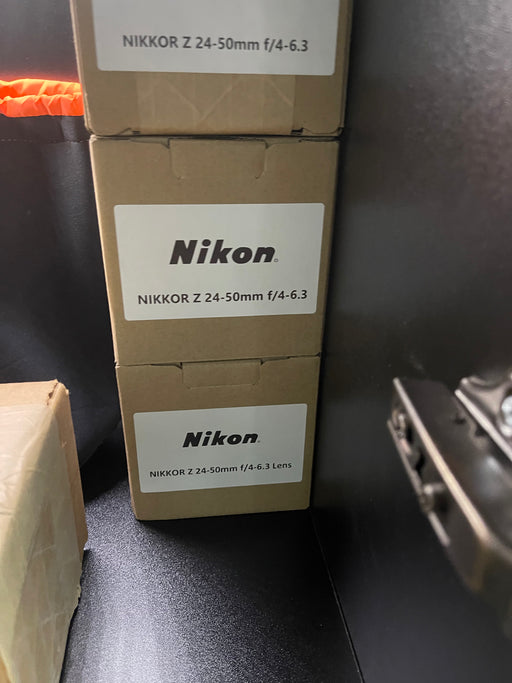 NIKKOR Z 24-50mm f/4-6.3
Nikon
NIKKOR Z 24-50mm f/4-6.3
Nikon
NIKKOR Z 24-50mm f/4-6.3 Lens